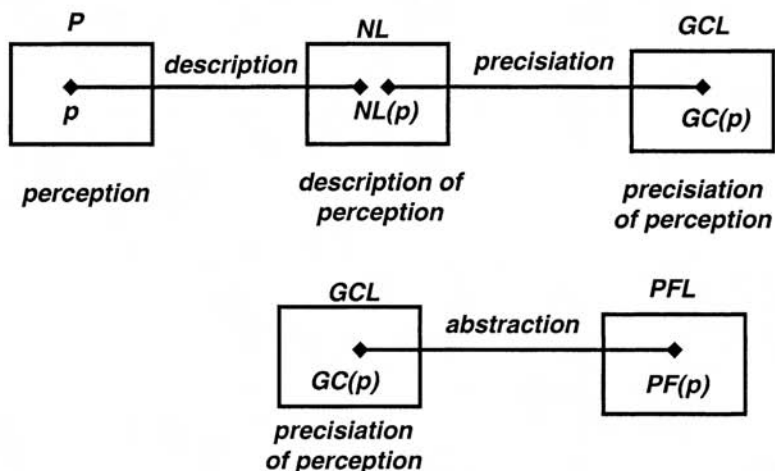 P
NL
GCL
description
precisiation
p
NL(p)
GC(p)
perception
description of
perception
precisiation
of perception
GCL
PFL
abstraction
GC(p)
PF(p)
precisiation
of perception